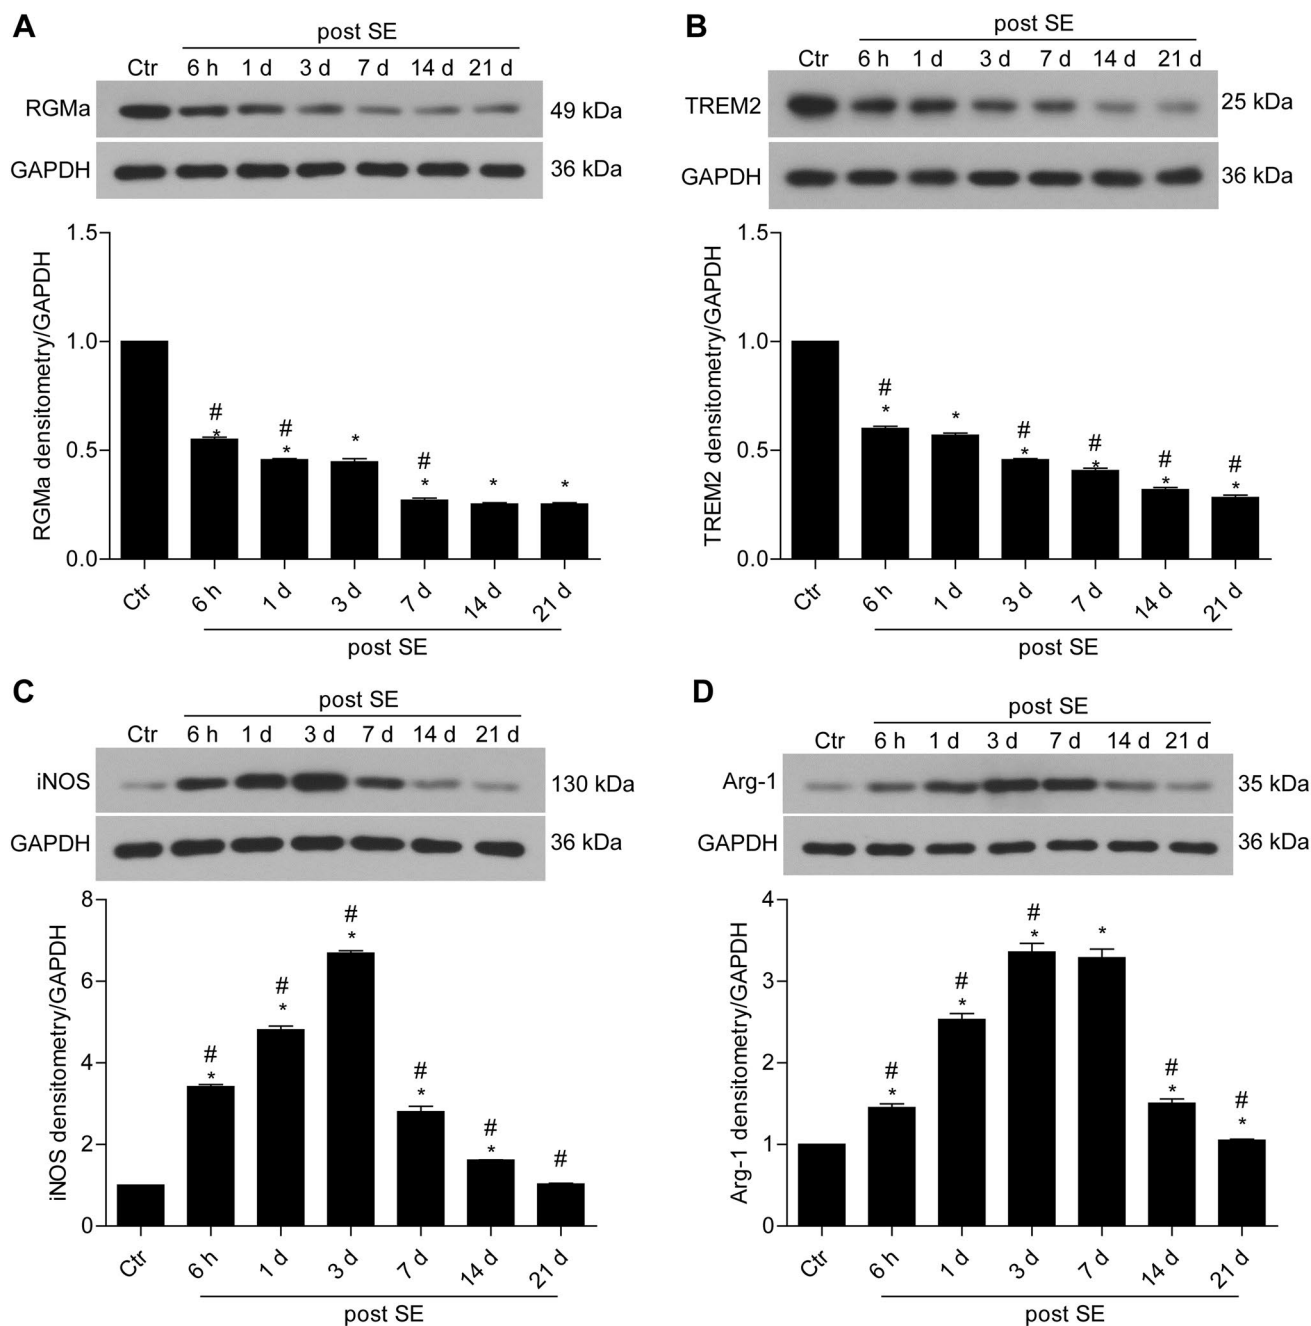 A
post SE
Ctr 6 h 1 d 3 d 7 d 14 d 21 d
RGMa 49 kDa
GAPDH 36 kDa
1.5
1.0
0.5
0.0
RGMa densitometry/GAPDH
# * # * * # * * *
Ctr 6 h 1 d 3 d 7 d 14 d 21 d
post SE
B
post SE
Ctr 6 h 1 d 3 d 7 d 14 d 21 d
TREM2 25 kDa
GAPDH 36 kDa
1.5
1.0
0.5
0.0
TREM2 densitometry/GAPDH
# * * # * # * # * # *
Ctr 6 h 1 d 3 d 7 d 14 d 21 d
post SE
C
post SE
Ctr 6 h 1 d 3 d 7 d 14 d 21 d
iNOS 130 kDa
GAPDH 36 kDa
8
6
4
2
0
iNOS densitometry/GAPDH
# * # * # * # * # * #
Ctr 6 h 1 d 3 d 7 d 14 d 21 d
post SE
D
post SE
Ctr 6 h 1 d 3 d 7 d 14 d 21 d
Arg-1 35 kDa
GAPDH 36 kDa
4
3
2
1
0
Arg-1 densitometry/GAPDH
# * # * # * * # * # *
Ctr 6 h 1 d 3 d 7 d 14 d 21 d
post SE